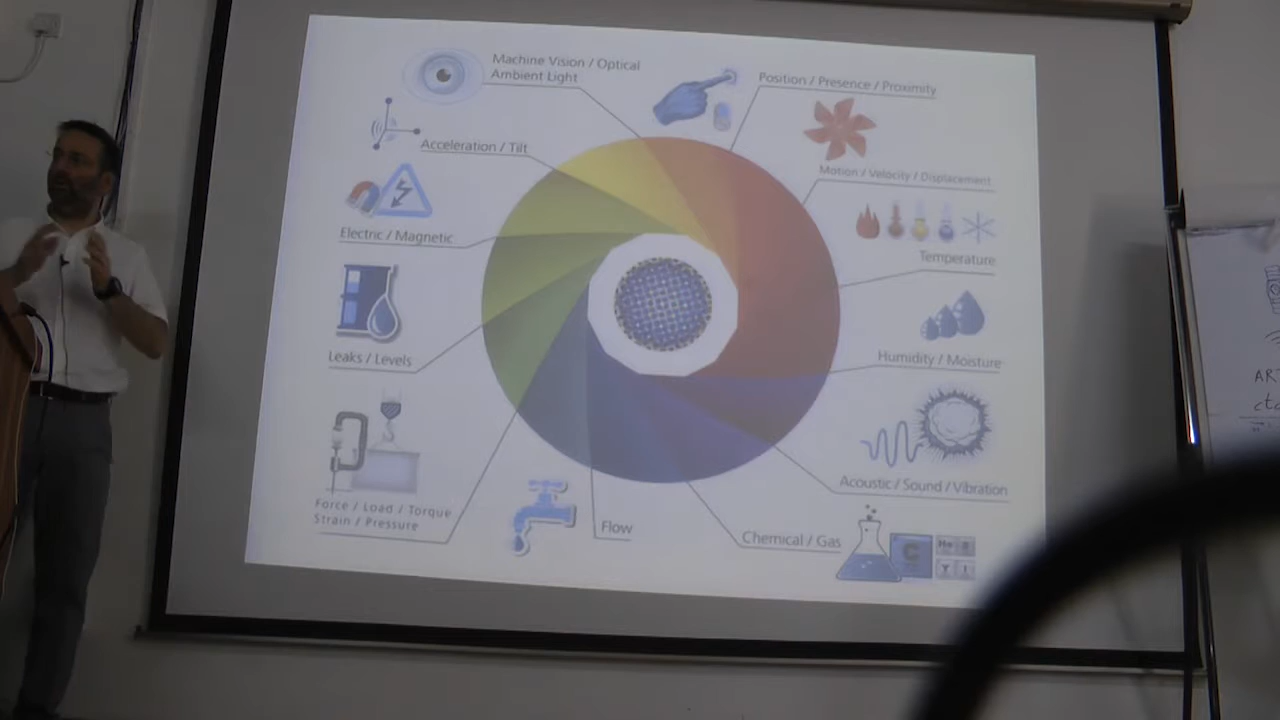 Machine Vision / Optical
Ambient Light
Position / Presence / Proximity
Acceleration / Tilt
Motion / Velocity / Displacement
Electric / Magnetic
Temperature
Leaks / Levels
Humidity / Moisture
Force / Load / Torque
Strain / Pressure
Acoustic / Sound / Vibration
Flow
Chemical / Gas
C